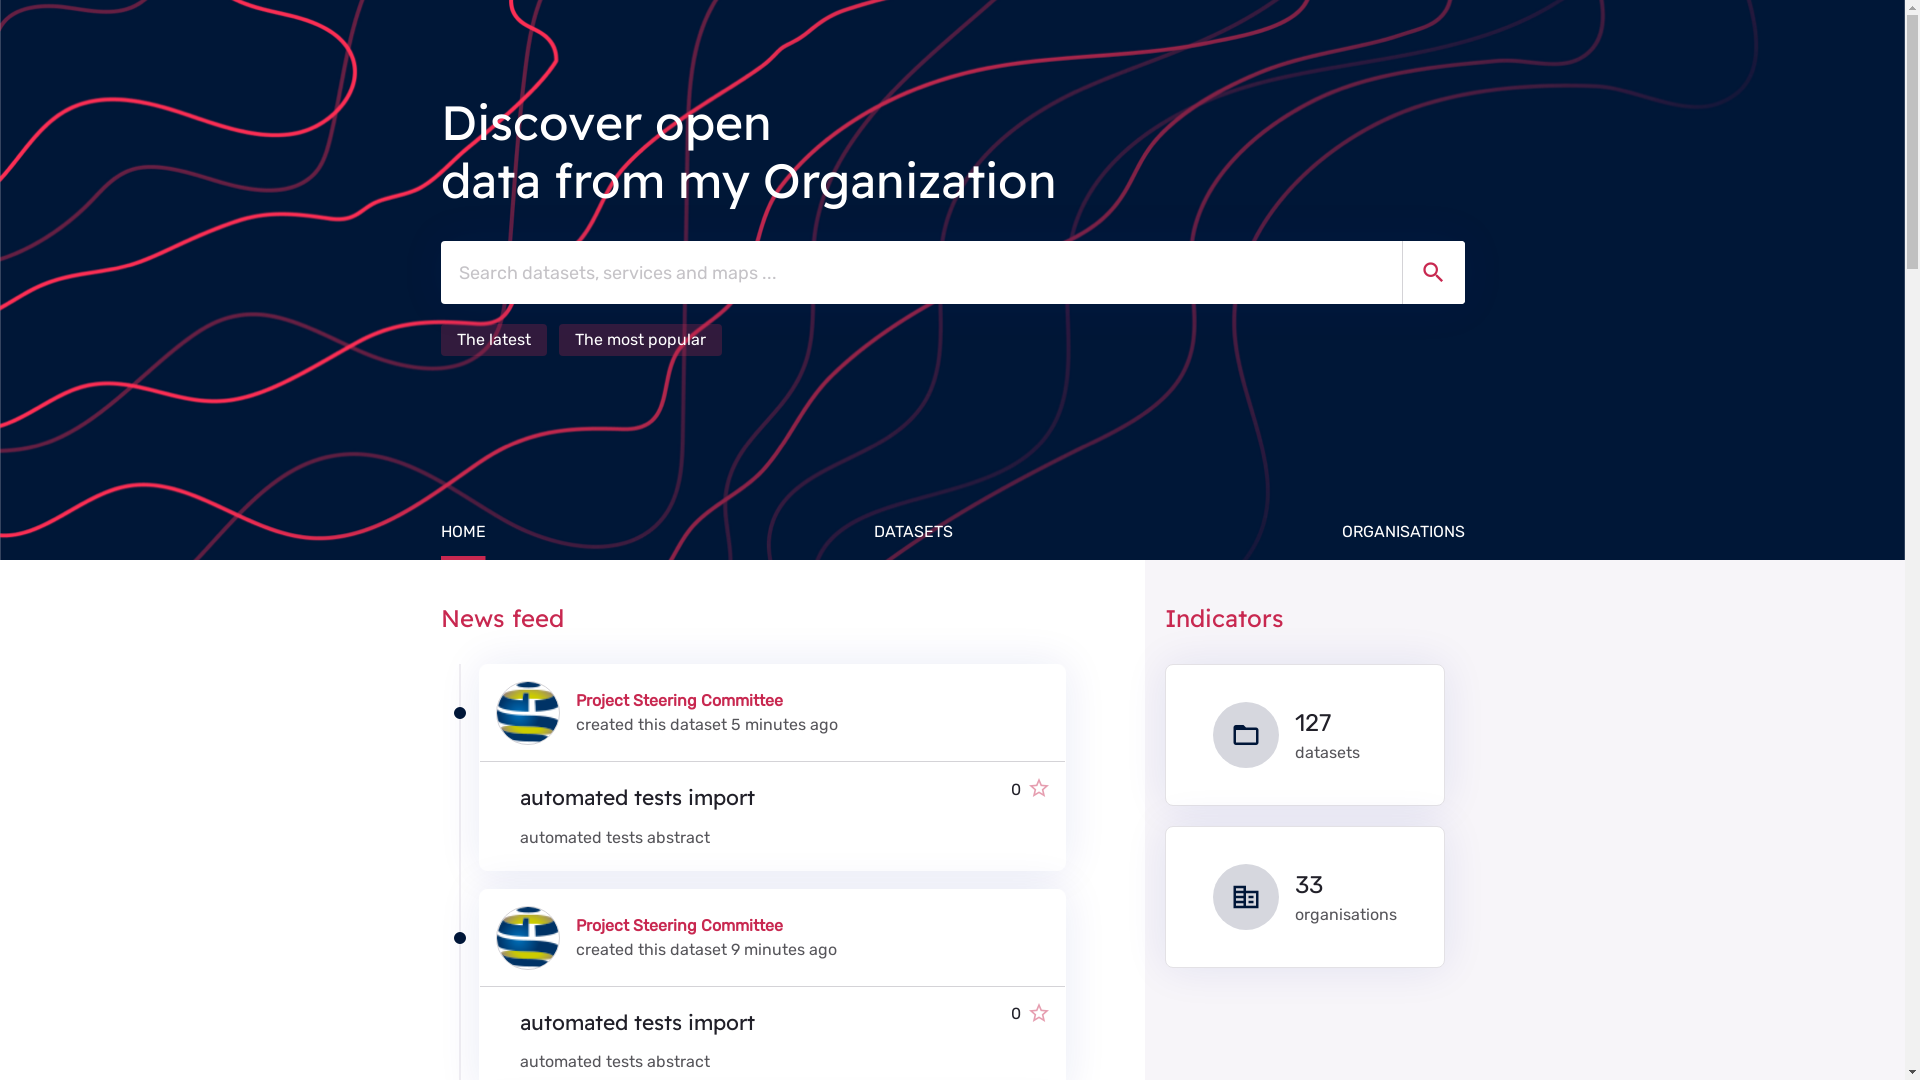 Discover open
data from my Organization
Search datasets, services and maps ...
The latest
The most popular
HOME
DATASETS
ORGANISATIONS
News feed
Project Steering Committee
created this dataset 5 minutes ago
automated tests import
0
automated tests abstract
Project Steering Committee
created this dataset 9 minutes ago
automated tests import
0
automated tests abstract
Indicators
127
datasets
33
organisations